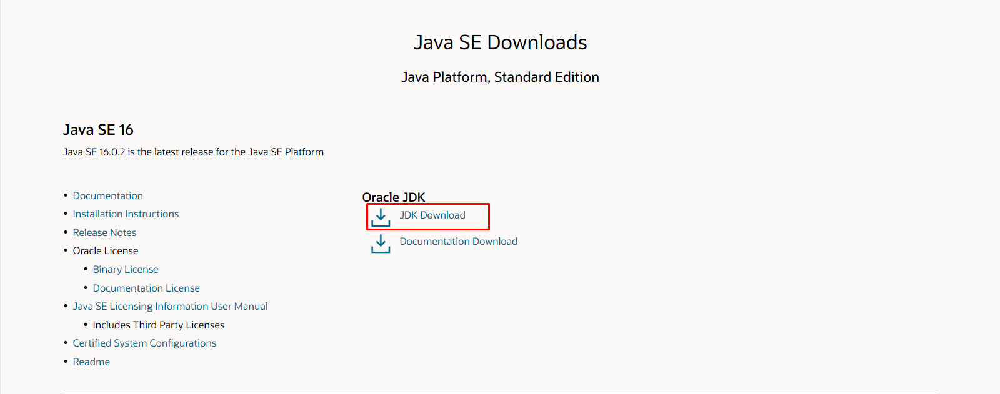 Java SE Downloads
Java Platform, Standard Edition
Java SE 16
Java SE 16.0.2 is the latest release for the Java SE Platform
• Documentation
• Installation Instructions
• Release Notes
• Oracle License
• Binary License
• Documentation License
• Java SE Licensing Information User Manual
• Includes Third Party Licenses
• Certified System Configurations
• Readme
Oracle JDK
JDK Download
Documentation Download